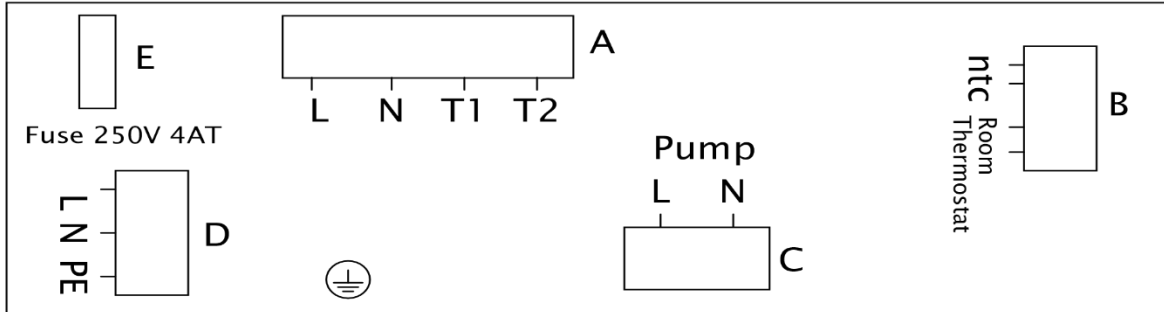 E
Fuse 250V 4AT
A
L N T1 T2
ntc
Room
Thermostat
B
Pump
L N
C
L N PE
D